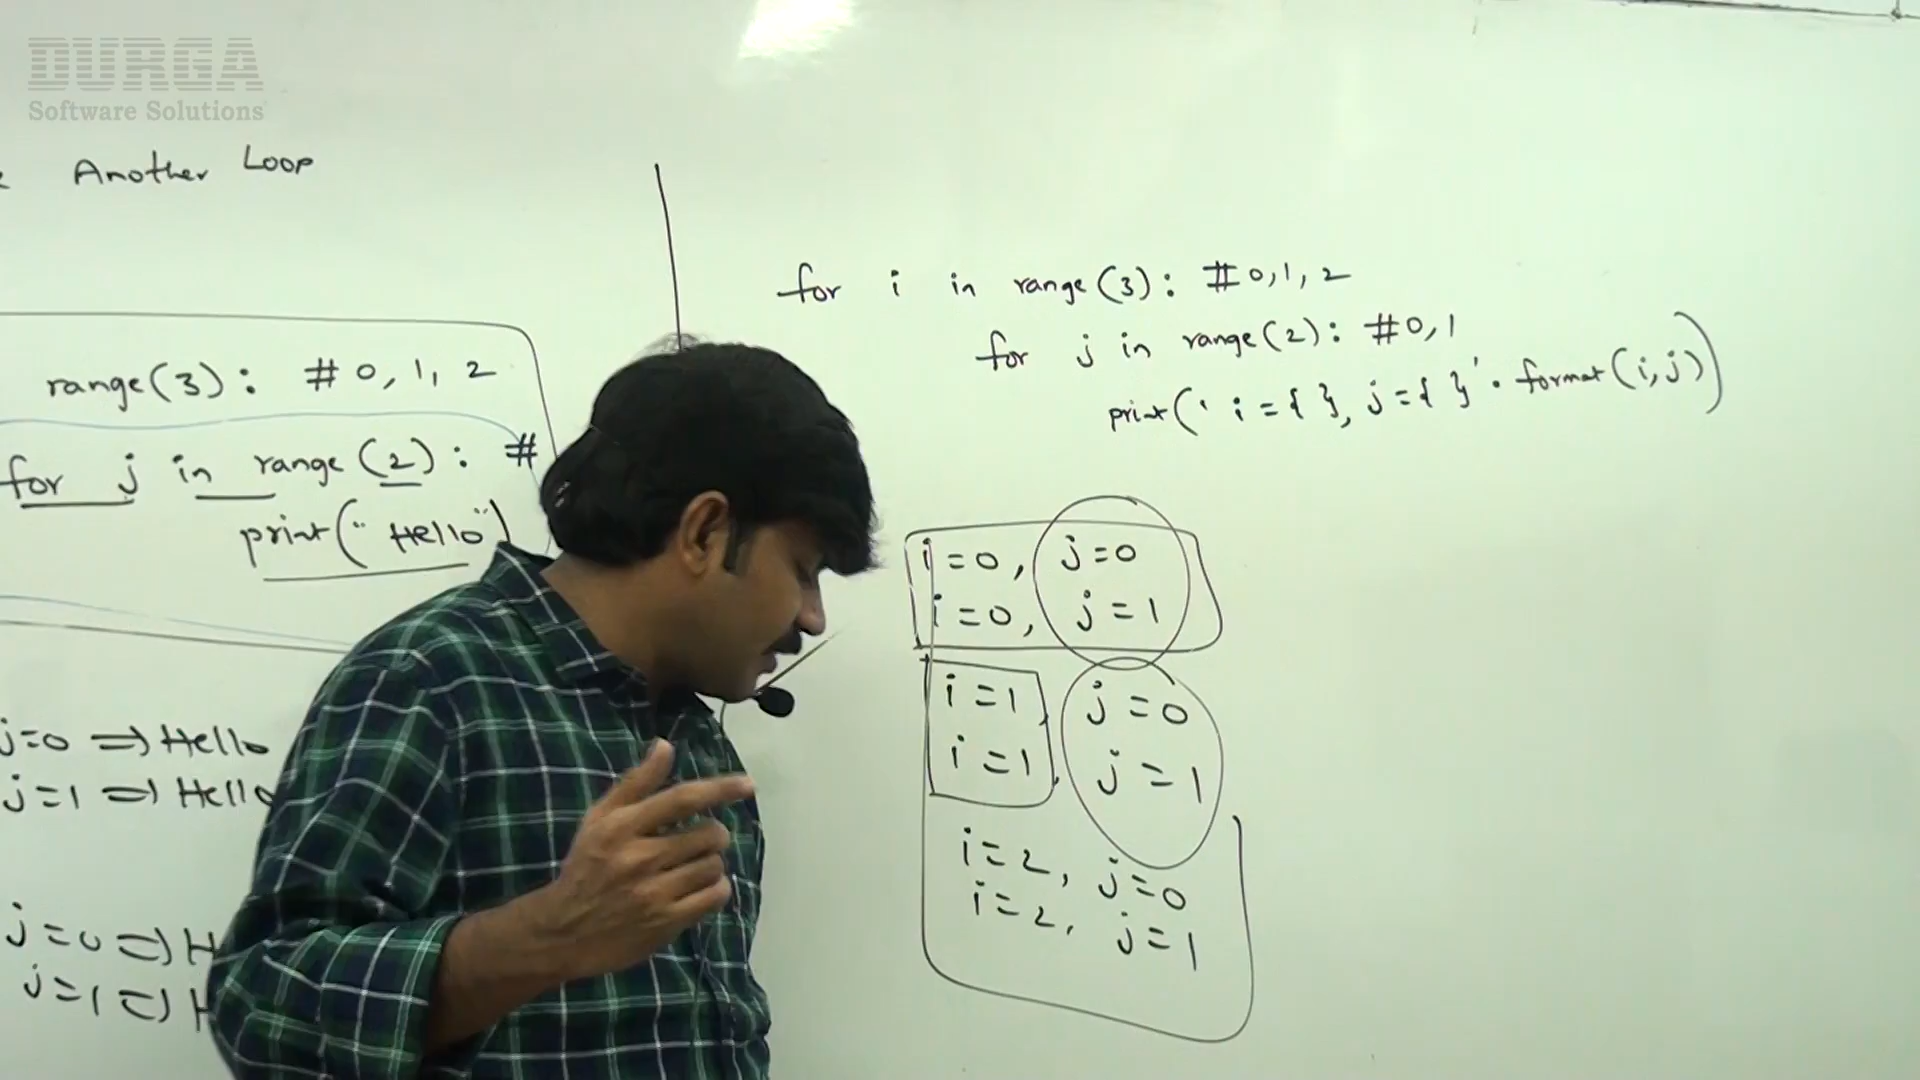 DURGA
Software Solutions
Another Loop
range(3): # 0, 1, 2
for j in range(2): #
print("Hello")
j=0 => Hello
j=1 => Hello
j=0 => H
j=1 => H
for i in range(3): #0,1,2
for j in range(2): #0,1
print(' i={ }, j={ }'.format(i,j))
i=0, j=0
i=0, j=1
i=1, j=0
i=1, j=1
i=2, j=0
i=2, j=1